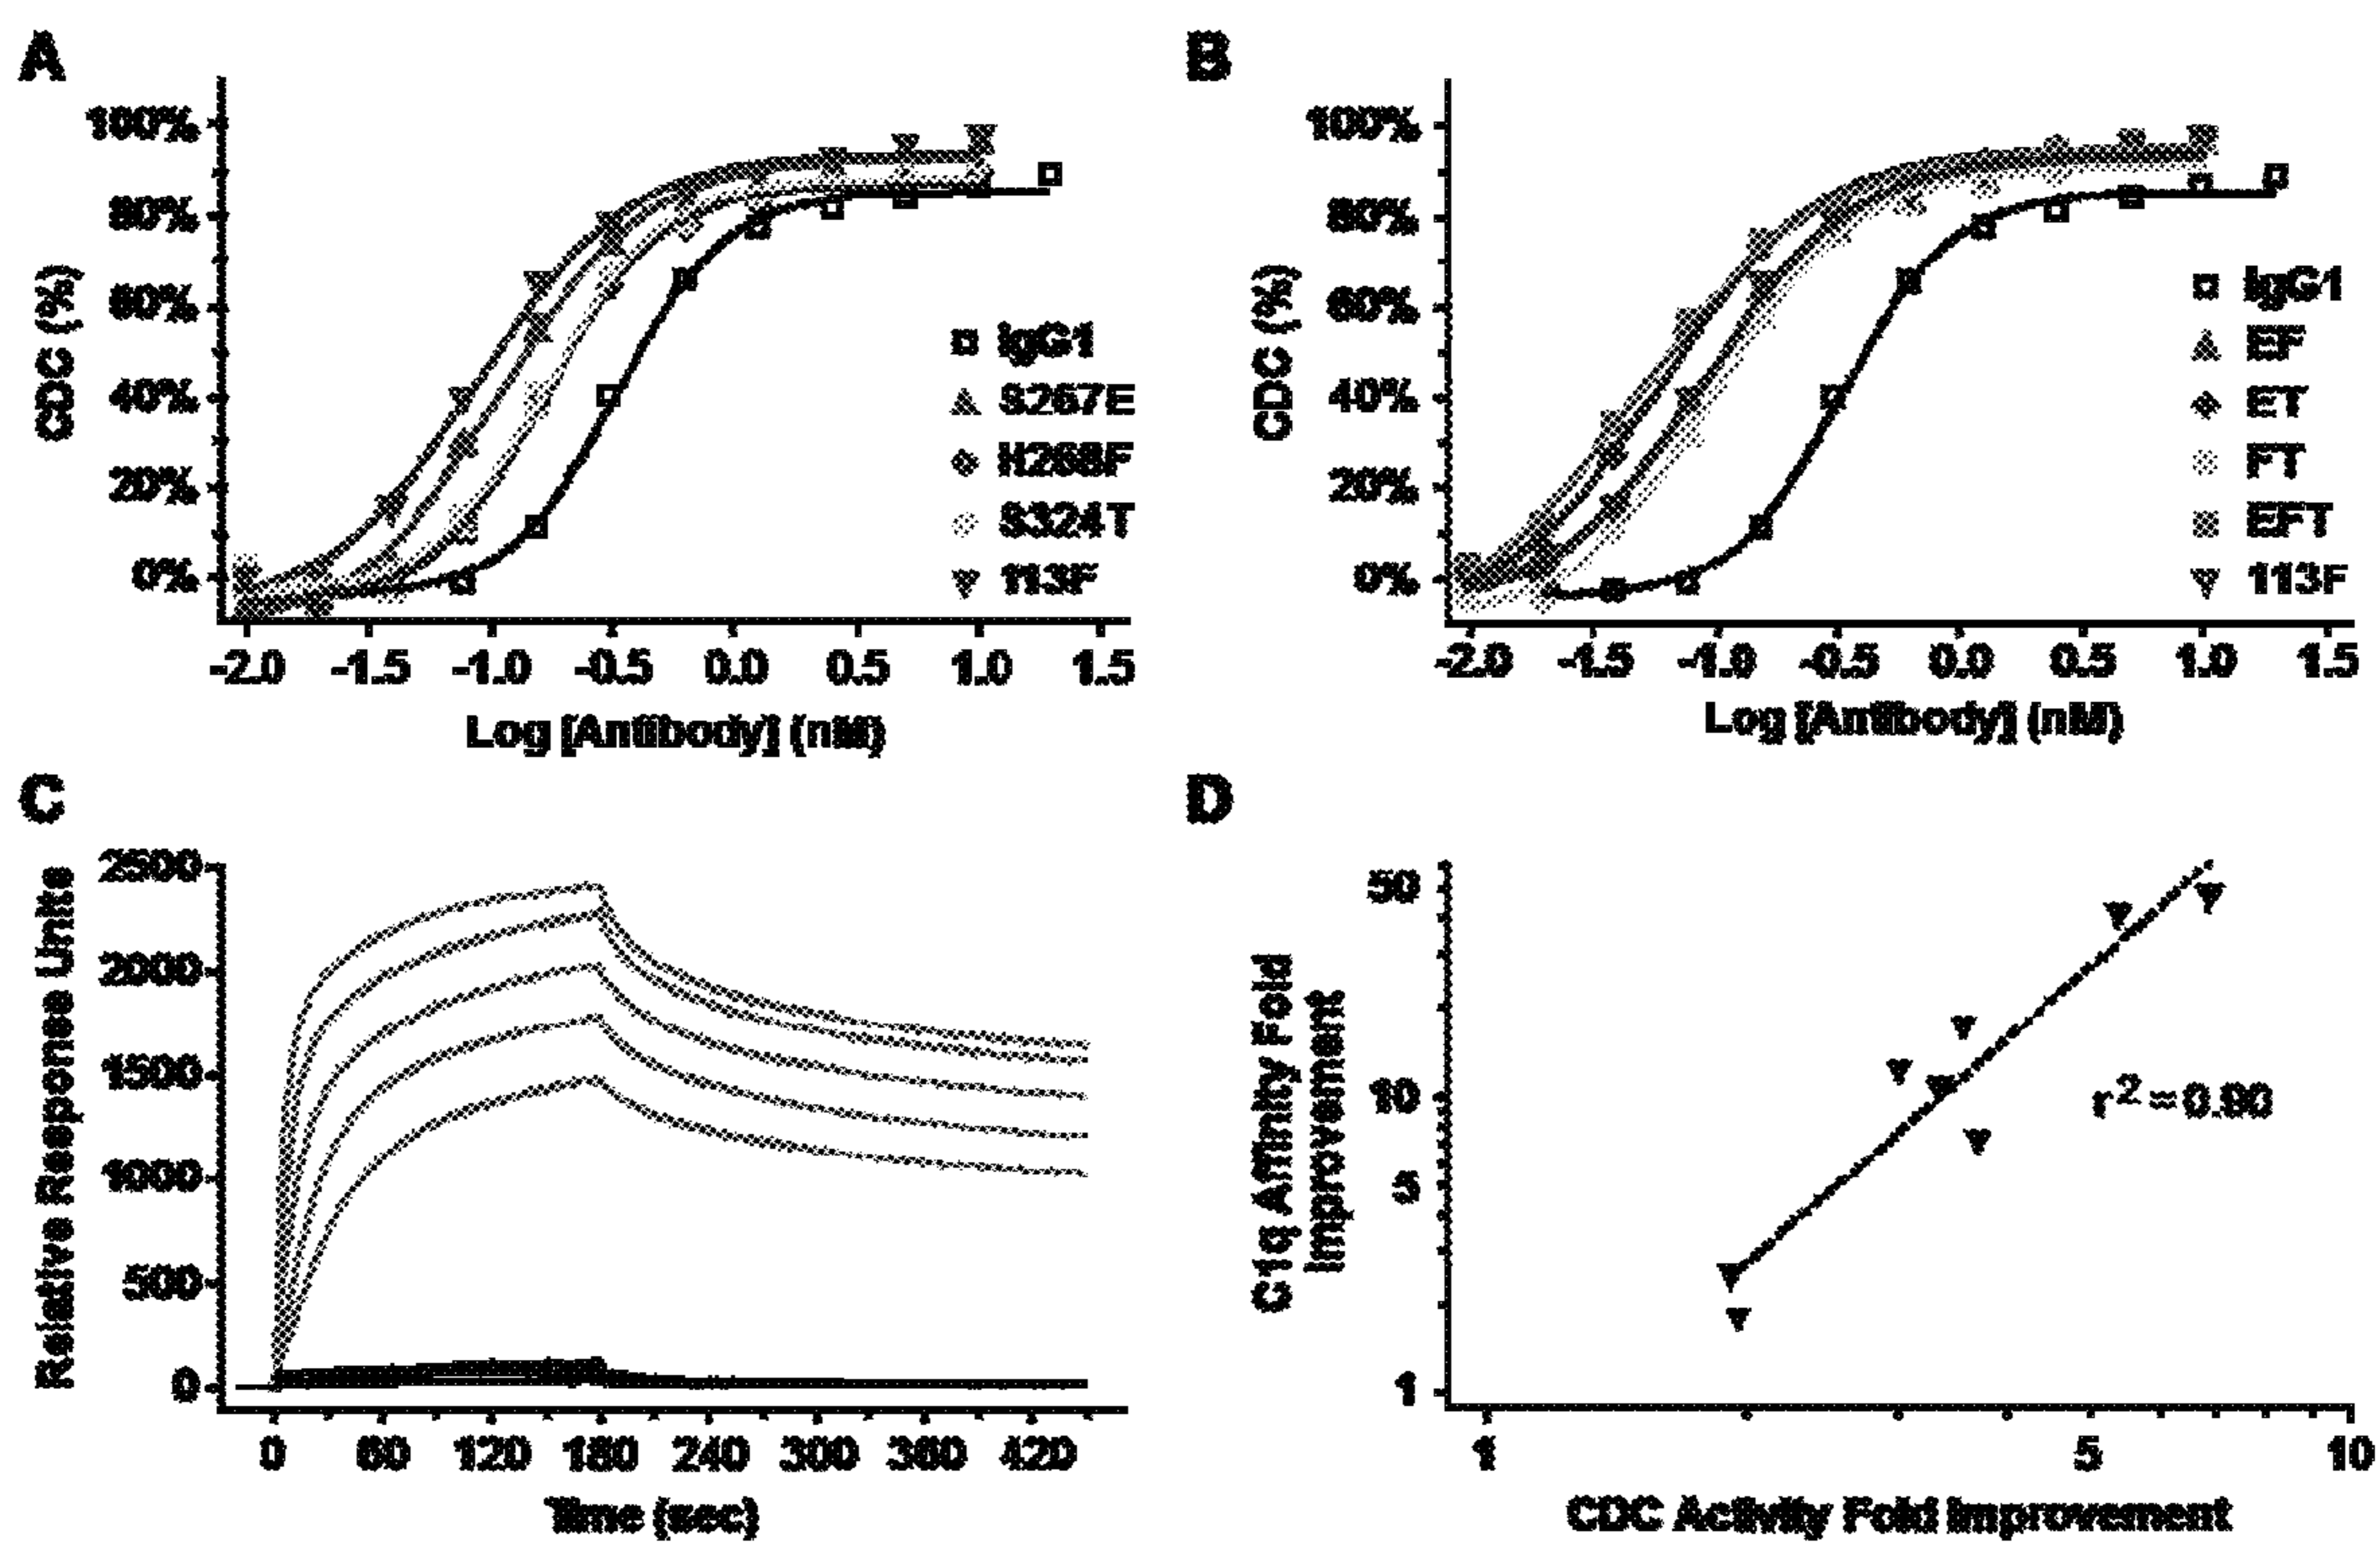 A
100%
80%
60%
40%
20%
0%
CDC (%)
-2.0 -1.5 -1.0 -0.5 0.0 0.5 1.0 1.5
Log [Antibody] (nM)
IgG1
S267E
H268F
S324T
113F
B
100%
80%
60%
40%
20%
0%
CDC (%)
-2.0 -1.5 -1.0 -0.5 0.0 0.5 1.0 1.5
Log [Antibody] (nM)
IgG1
EF
ET
FT
EFT
113F
C
2500
2000
1500
1000
500
0
Relative Response Units
0 60 120 180 240 300 360 420
Time (sec)
D
50
10
5
1
C1q Affinity Fold
Improvement
r2 = 0.90
1 5 10
CDC Activity Fold Improvement